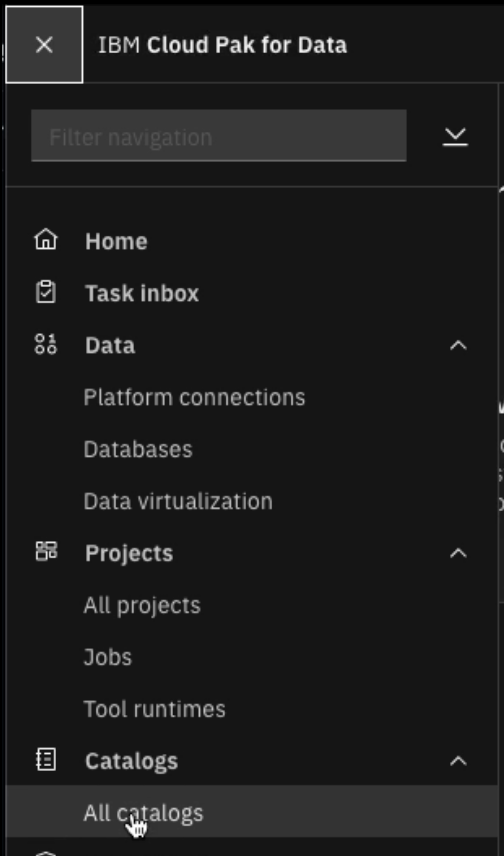 IBM Cloud Pak for Data
Filter navigation
Home
Task inbox
Data
Platform connections
Databases
Data virtualization
Projects
All projects
Jobs
Tool runtimes
Catalogs
All catalogs